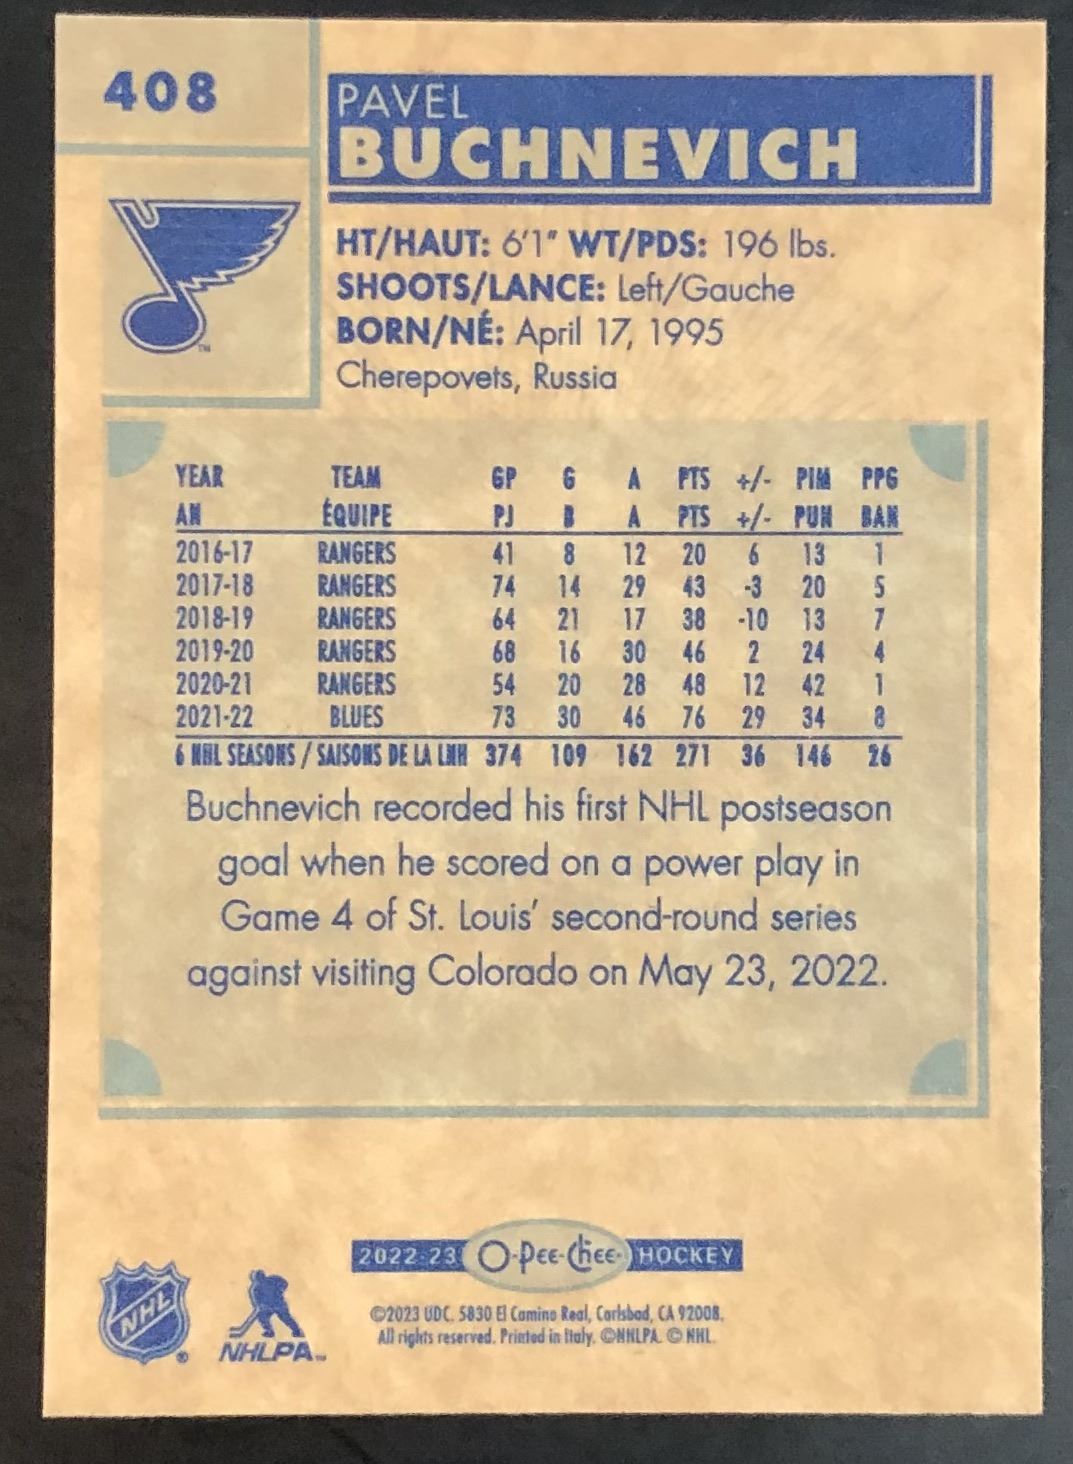 408
PAVEL
BUCHNEVICH
HT/HAUT: 6'1" WT/PDS: 196 lbs.
SHOOTS/LANCE: Left/Gauche
BORN/NÉ: April 17, 1995
Cherepovets, Russia
TM
YEAR TEAM GP G A PTS +/- PIM PPG
AN ÉQUIPE PJ B A PTS +/- PUN BAN
2016-17 RANGERS 41 8 12 20 6 13 1
2017-18 RANGERS 74 14 29 43 -3 20 5
2018-19 RANGERS 64 21 17 38 -10 13 7
2019-20 RANGERS 68 16 30 46 2 24 4
2020-21 RANGERS 54 20 28 48 12 42 1
2021-22 BLUES 73 30 46 76 29 34 8
6 NHL SEASONS / SAISONS DE LA LNH 374 109 162 271 36 146 26
Buchnevich recorded his first NHL postseason
goal when he scored on a power play in
Game 4 of St. Louis' second-round series
against visiting Colorado on May 23, 2022.
2022-23 O-Pee-Chee HOCKEY
©2023 UDC. 5830 El Camino Real, Carlsbad, CA 92008.
All rights reserved. Printed in Italy. ©NHLPA. © NHL.
NHL ®
NHLPA™